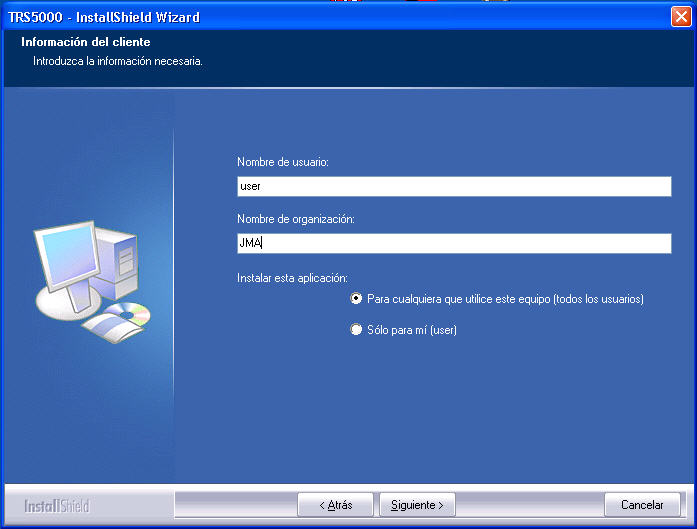 TRS5000 - InstallShield Wizard
Información del cliente
Introduzca la información necesaria.
Nombre de usuario:
user
Nombre de organización:
JMA
Instalar esta aplicación:
Para cualquiera que utilice este equipo (todos los usuarios)
Sólo para mí (user)
InstallShield
< Atrás
Siguiente >
Cancelar